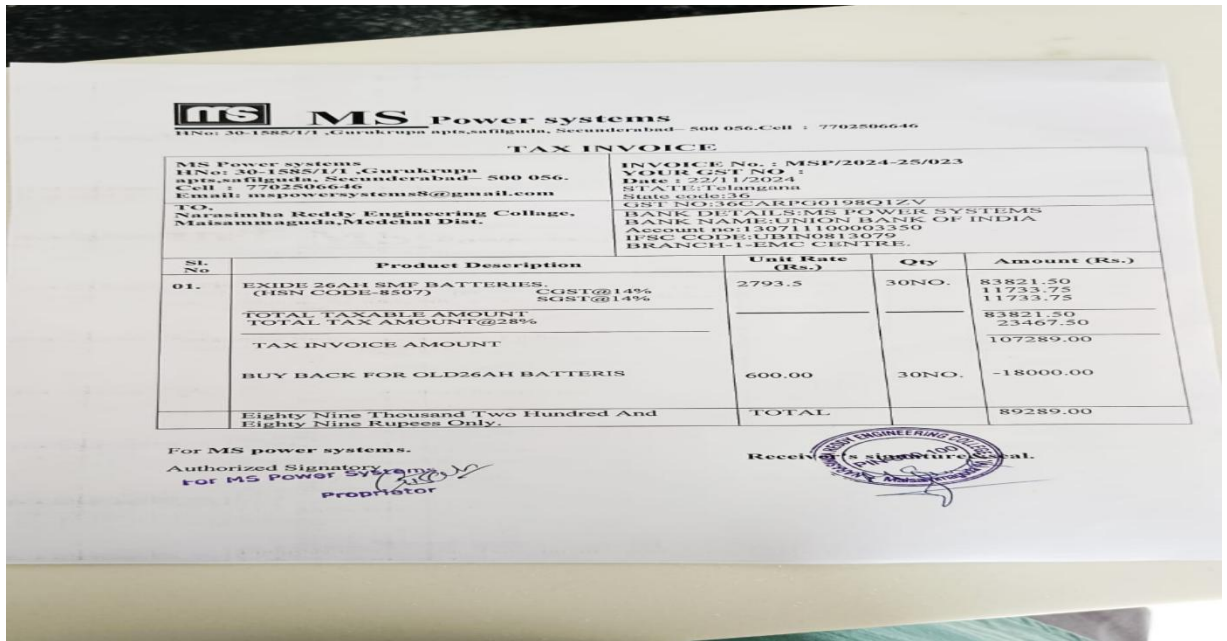 ms MS Power systems
HNo: 30-1585/1/1 ,Gurukrupa apts,safilguda, Secunderabad– 500 056.Cell : 7702506646
TAX INVOICE
MS Power systems
HNo: 30-1585/1/1 ,Gurukrupa
apts,safilguda, Secunderabad– 500 056.
Cell : 7702506646
Email: mspowersystems8@gmail.com
TO,
Narasimha Reddy Engineering Collage,
Maisammaguda,Medchal Dist.
INVOICE No. : MSP/2024-25/023
YOUR GST NO :
Date : 22/11/2024
STATE:Telangana
State code:36
GST NO:36CARPG0198Q1ZV
BANK DETAILS:MS POWER SYSTEMS
BANK NAME:UNION BANK OF INDIA
Account no:130711100003350
IFSC CODE:UBIN0813079
BRANCH-1-EMC CENTRE.
Sl. No Product Description Unit Rate (Rs.) Qty Amount (Rs.)
01. EXIDE 26AH SMF BATTERIES. 2793.5 30NO. 83821.50
(HSN CODE-8507) CGST@14% 11733.75
SGST@14% 11733.75
TOTAL TAXABLE AMOUNT 83821.50
TOTAL TAX AMOUNT@28% 23467.50
TAX INVOICE AMOUNT 107289.00
BUY BACK FOR OLD26AH BATTERIS 600.00 30NO. -18000.00
Eighty Nine Thousand Two Hundred And TOTAL 89289.00
Eighty Nine Rupees Only.
For MS power systems.
Authorized Signatory
For MS Power Systems
Proprietor
Receiver's signature Seal.
REDDY ENGINEERING COLLEGE